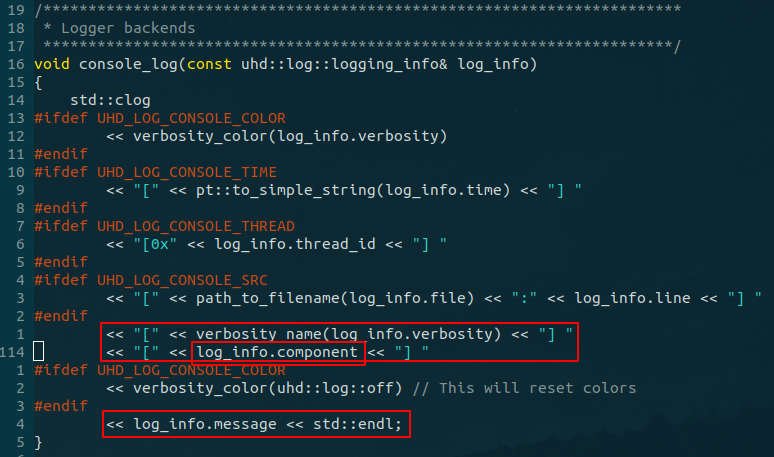 19 /***********************************************************************
18  * Logger backends
17  **********************************************************************/
16 void console_log(const uhd::log::logging_info& log_info)
15 {
14     std::clog
13 #ifdef UHD_LOG_CONSOLE_COLOR
12         << verbosity_color(log_info.verbosity)
11 #endif
10 #ifdef UHD_LOG_CONSOLE_TIME
9         << "[" << pt::to_simple_string(log_info.time) << "] "
8 #endif
7 #ifdef UHD_LOG_CONSOLE_THREAD
6         << "[0x" << log_info.thread_id << "] "
5 #endif
4 #ifdef UHD_LOG_CONSOLE_SRC
3         << "[" << path_to_filename(log_info.file) << ":" << log_info.line << "] "
2 #endif
1         << "[" << verbosity_name(log_info.verbosity) << "] "
114         << "[" << log_info.component << "] "
1 #ifdef UHD_LOG_CONSOLE_COLOR
2         << verbosity_color(uhd::log::off) // This will reset colors
3 #endif
4         << log_info.message << std::endl;
5 }